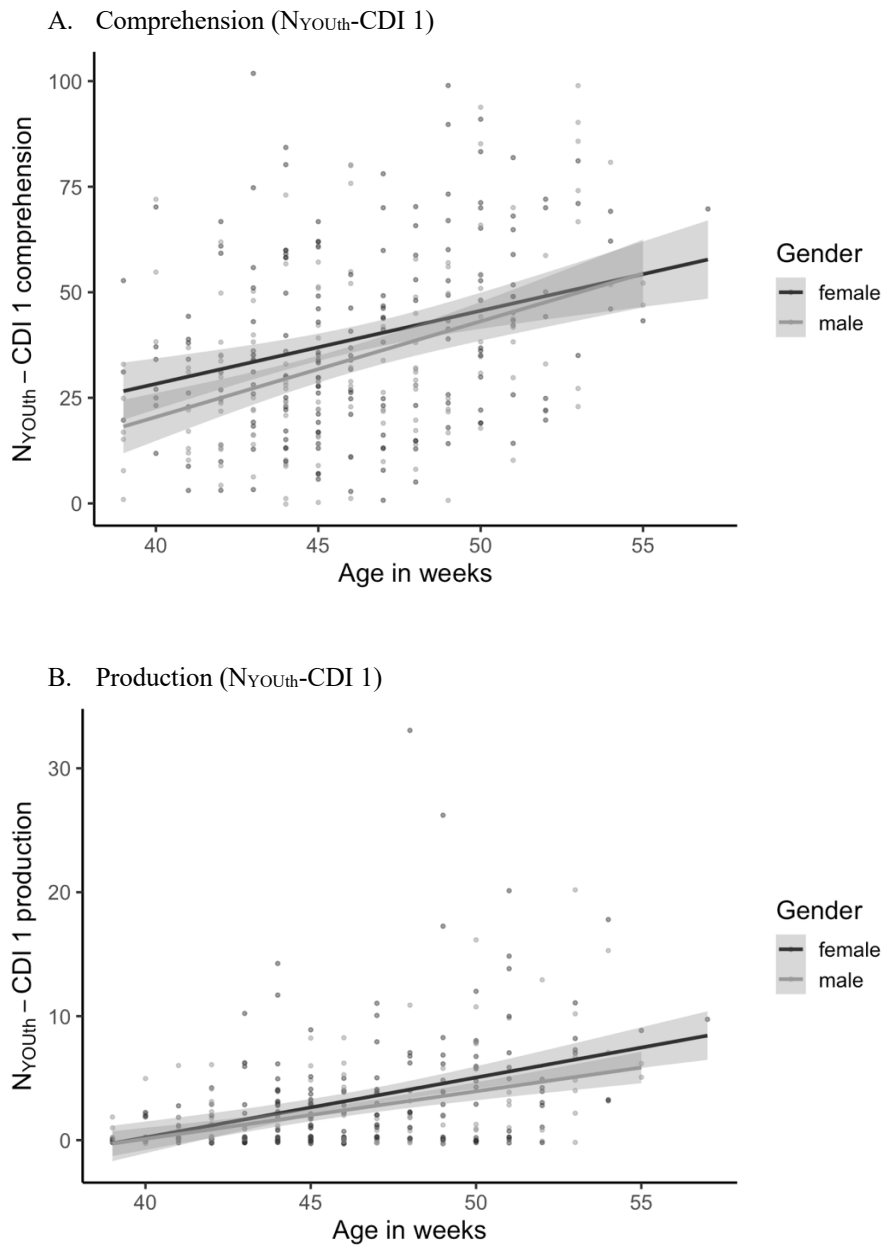 A. Comprehension (NYOUth-CDI 1)
100
75
50
25
0
NYOUth – CDI 1 comprehension
40 45 50 55
Age in weeks
Gender
female
male
B. Production (NYOUth-CDI 1)
30
20
10
0
NYOUth – CDI 1 production
40 45 50 55
Age in weeks
Gender
female
male